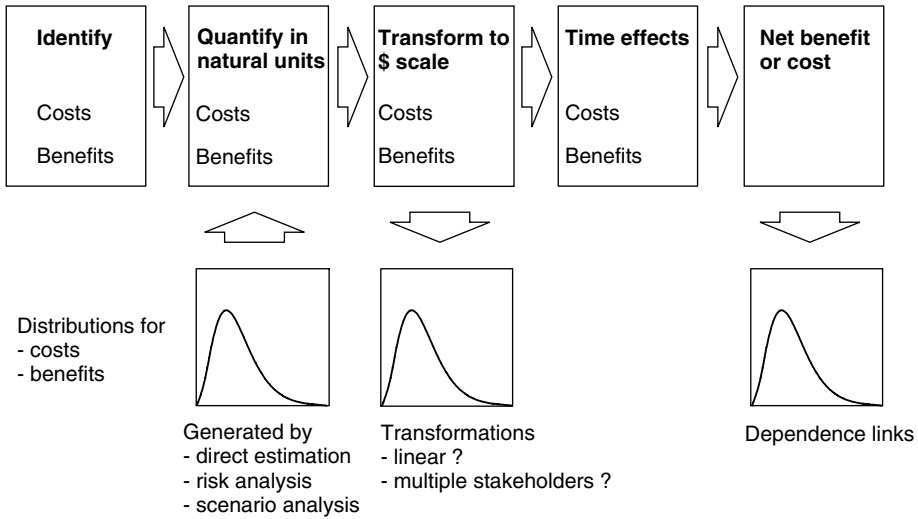 Identify
Costs
Benefits
Quantify in
natural units
Costs
Benefits
Transform to
$ scale
Costs
Benefits
Time effects
Costs
Benefits
Net benefit
or cost
Distributions for
- costs
- benefits
Generated by
- direct estimation
- risk analysis
- scenario analysis
Transformations
- linear ?
- multiple stakeholders ?
Dependence links